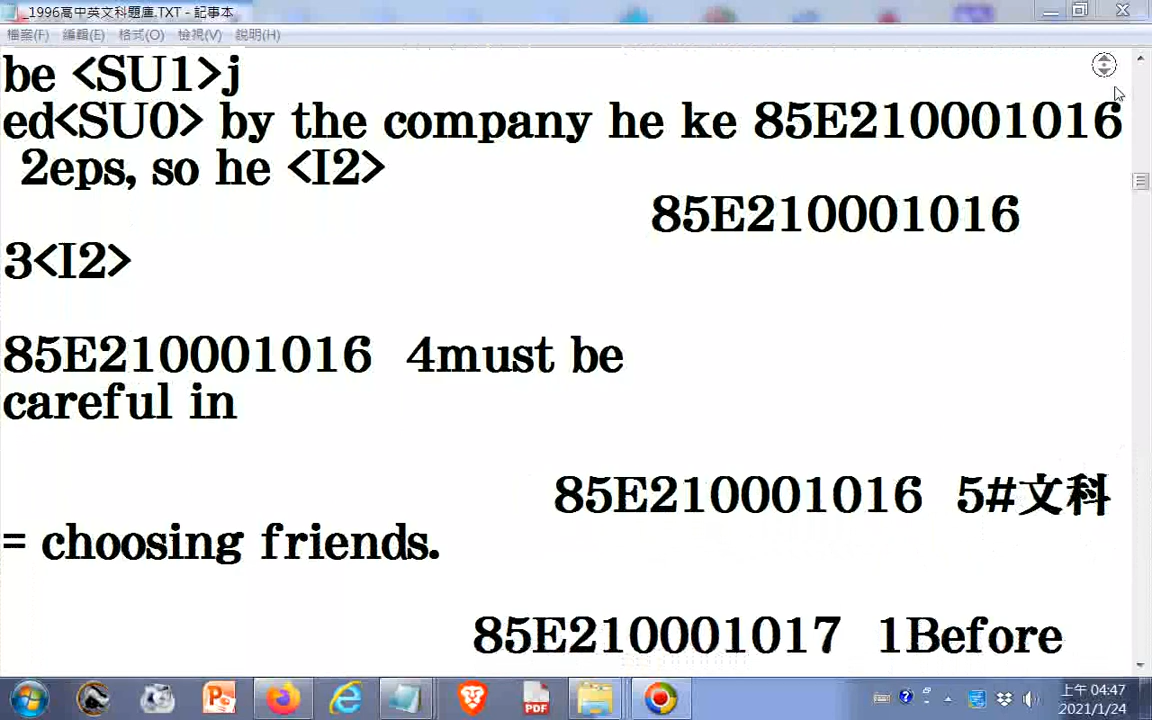 _1996高中英文科題庫.TXT - 記事本
檔案(F) 編輯(E) 格式(O) 檢視(V) 說明(H)
be <SU1>j
ed<SU0> by the company he ke 85E210001016
2eps, so he <I2>
85E210001016
3<I2>
85E210001016 4must be
careful in
85E210001016 5#文科
= choosing friends.
85E210001017 1Before
上午 04:47
2021/1/24
PDF